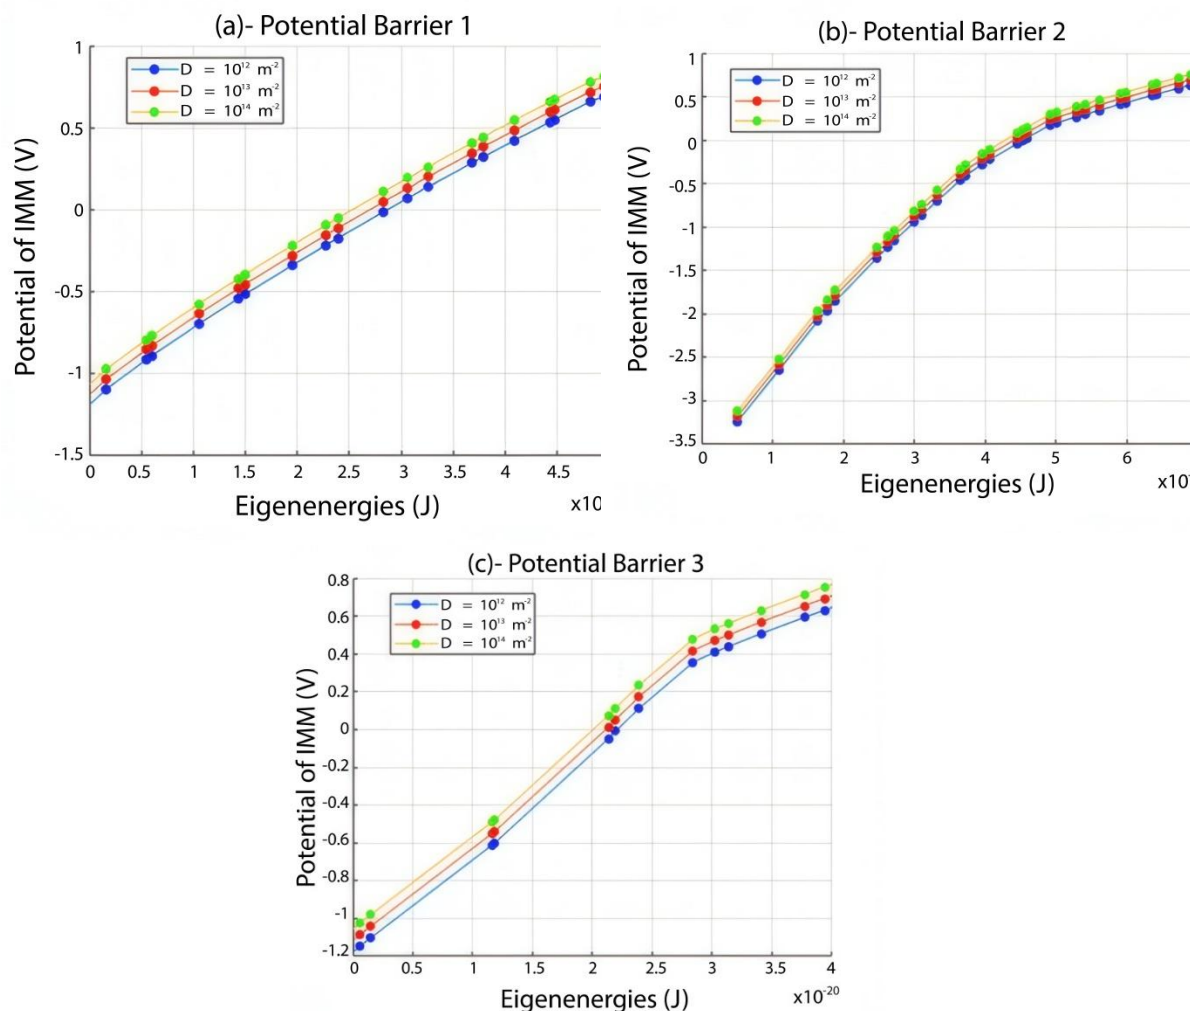 (a)- Potential Barrier 1
Potential of IMM (V)
1
0.5
0
-0.5
-1
-1.5
D = 10¹² m⁻²
D = 10¹³ m⁻²
D = 10¹⁴ m⁻²
0 0.5 1 1.5 2 2.5 3 3.5 4 4.5
x10
Eigenenergies (J)
(b)- Potential Barrier 2
Potential of IMM (V)
1
0.5
0
-0.5
-1
-1.5
-2
-2.5
-3
-3.5
D = 10¹² m⁻²
D = 10¹³ m⁻²
D = 10¹⁴ m⁻²
0 1 2 3 4 5 6
x10
Eigenenergies (J)
(c)- Potential Barrier 3
Potential of IMM (V)
0.8
0.6
0.4
0.2
0
-0.2
-0.4
-0.6
-0.8
-1
-1.2
D = 10¹² m⁻²
D = 10¹³ m⁻²
D = 10¹⁴ m⁻²
0 0.5 1 1.5 2 2.5 3 3.5 4
x10⁻²⁰
Eigenenergies (J)